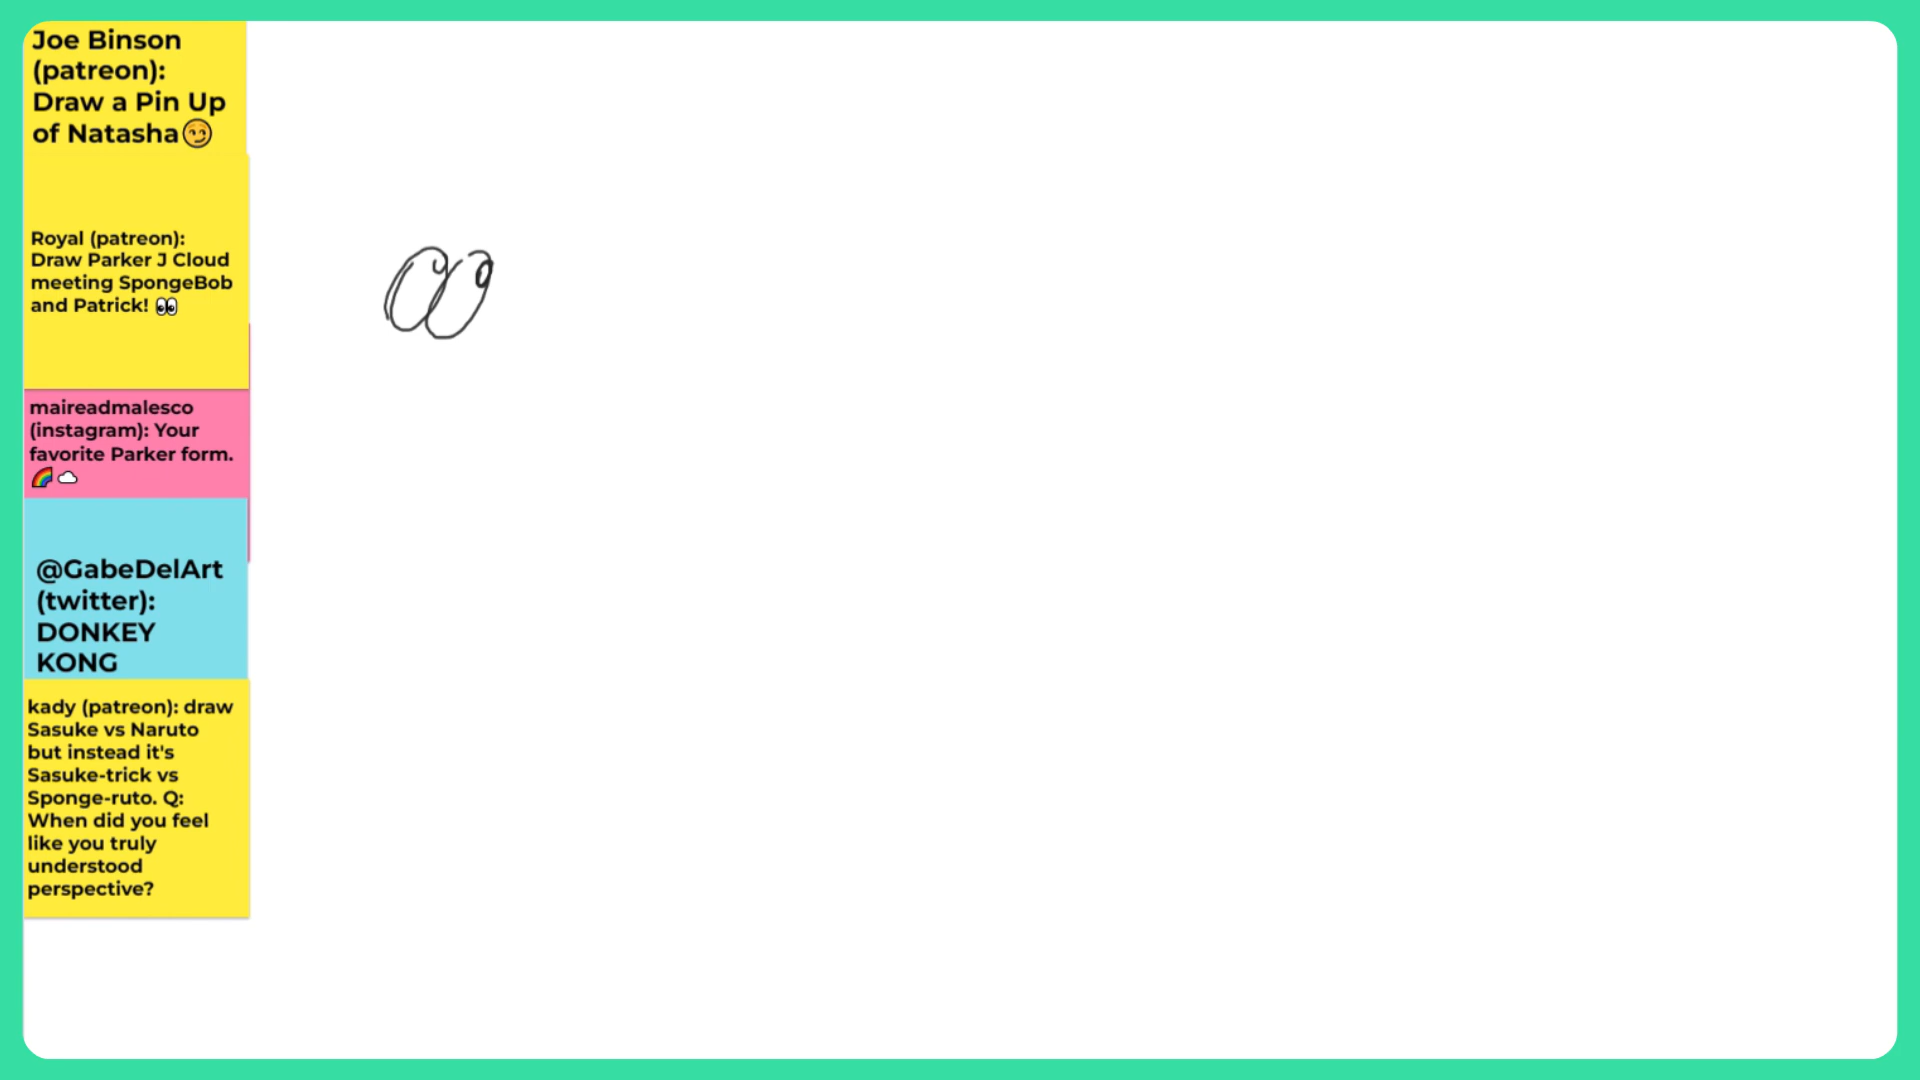 Joe Binson
(patreon):
Draw a Pin Up
of Natasha😏
Royal (patreon):
Draw Parker J Cloud
meeting SpongeBob
and Patrick! 👀
maireadmalesco
(instagram): Your
favorite Parker form.
🌈☁️
@GabeDelArt
(twitter):
DONKEY
KONG
kady (patreon): draw
Sasuke vs Naruto
but instead it's
Sasuke-trick vs
Sponge-ruto. Q:
When did you feel
like you truly
understood
perspective?